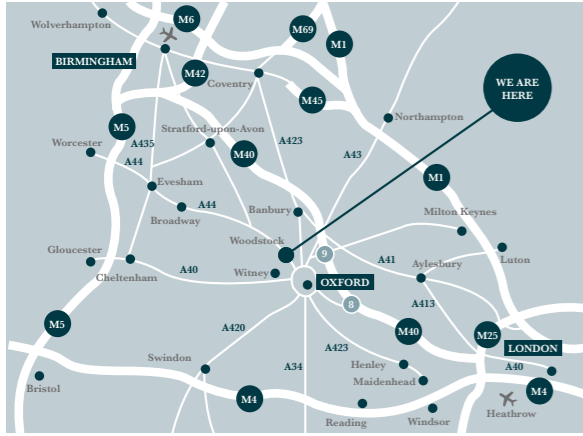 M6
Wolverhampton
M69
M1
BIRMINGHAM
M42
Coventry
WE ARE
HERE
M45
M5
Northampton
Stratford-upon-Avon
A435
A423
Worcester
A44
M40
A43
M1
Evesham
A44
Broadway
Banbury
Milton Keynes
Woodstock
Gloucester
9
A41
Luton
Cheltenham
A40
Witney
Aylesbury
OXFORD
8
A413
M5
A420
M40
M25
LONDON
A423
Swindon
A34
Henley
A40
Maidenhead
Bristol
M4
M4
Heathrow
Reading
Windsor